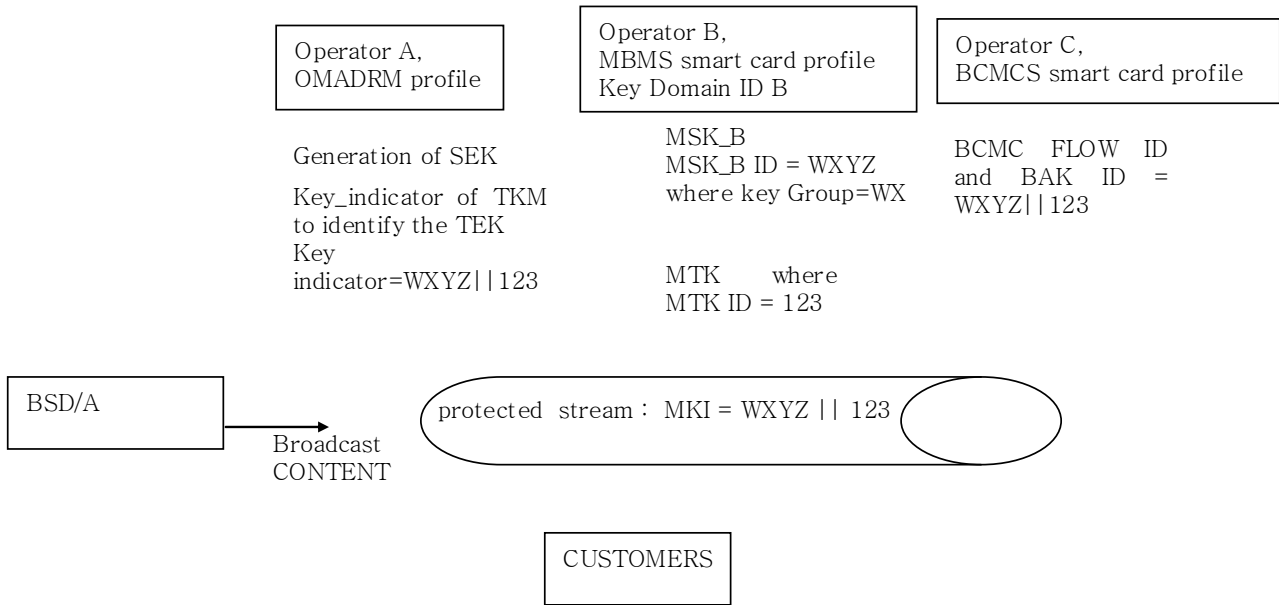 Operator A,
OMADRM profile
Operator B,
MBMS smart card profile
Key Domain ID B
Operator C,
BCMCS smart card profile
Generation of SEK
Key_indicator of TKM
to identify the TEK
Key
indicator=WXYZ||123
MSK_B
MSK_B ID = WXYZ
where key Group=WX
MTK where
MTK ID = 123
BCMC FLOW ID
and BAK ID =
WXYZ||123
BSD/A
Broadcast
CONTENT
protected stream : MKI = WXYZ || 123
CUSTOMERS